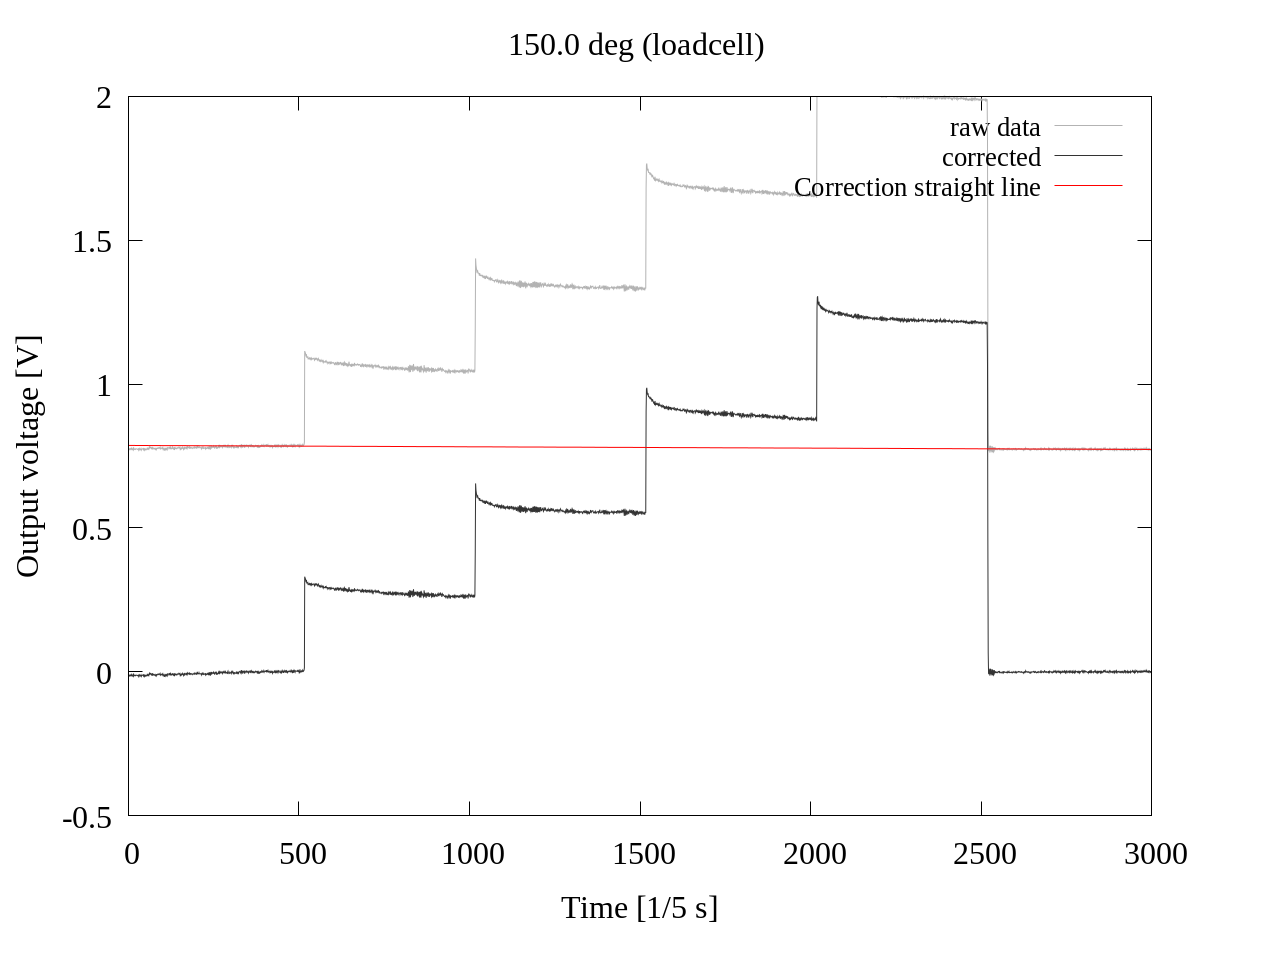 150.0 deg (loadcell)
raw data
corrected
Correction straight line
2
1.5
1
0.5
0
-0.5
Output voltage [V]
0 500 1000 1500 2000 2500 3000
Time [1/5 s]